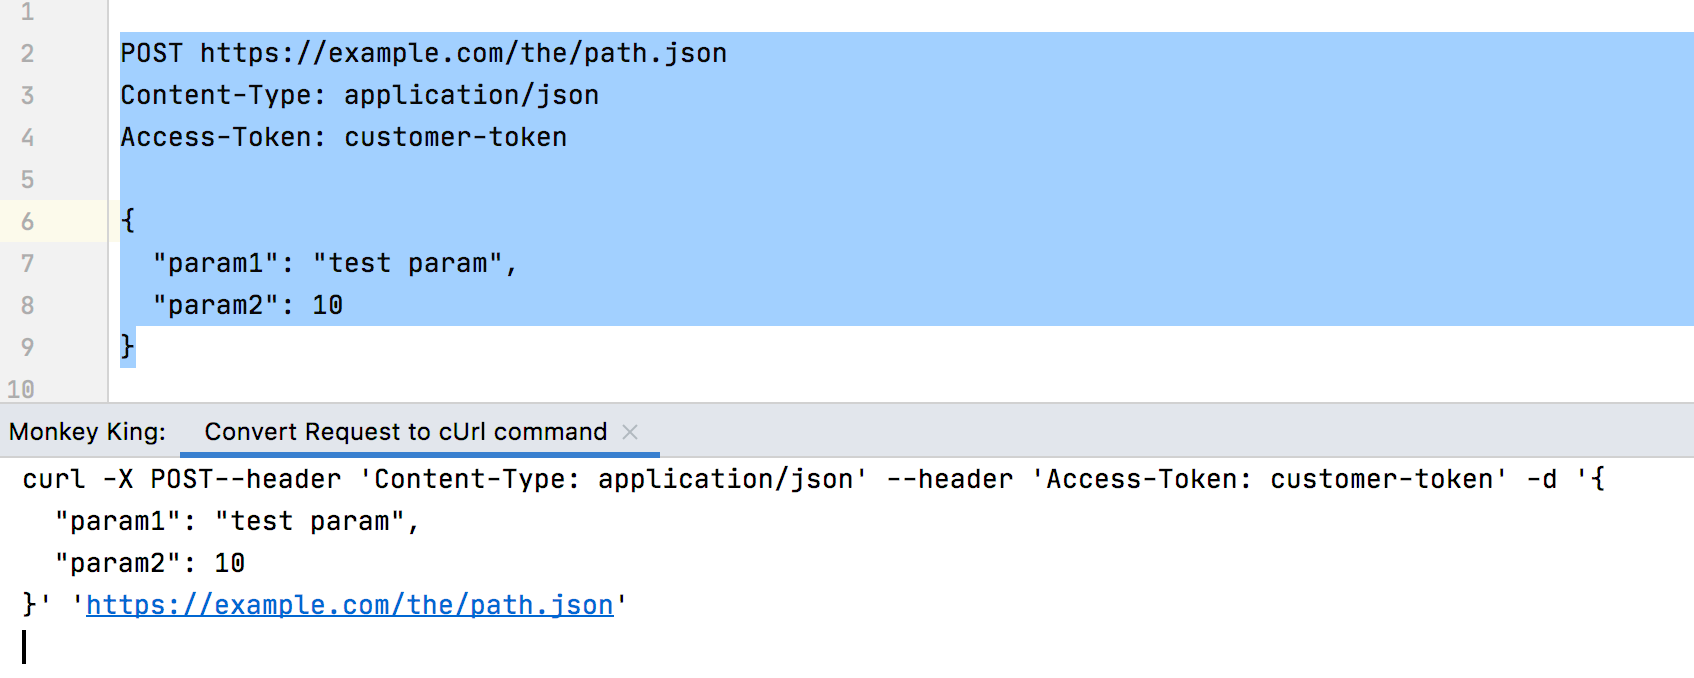 1
2 POST https://example.com/the/path.json
3 Content-Type: application/json
4 Access-Token: customer-token
5
6 {
7 "param1": "test param",
8 "param2": 10
9 }
10
Monkey King: Convert Request to cUrl command ×
curl -X POST--header 'Content-Type: application/json' --header 'Access-Token: customer-token' -d '{
"param1": "test param",
"param2": 10
}' 'https://example.com/the/path.json'